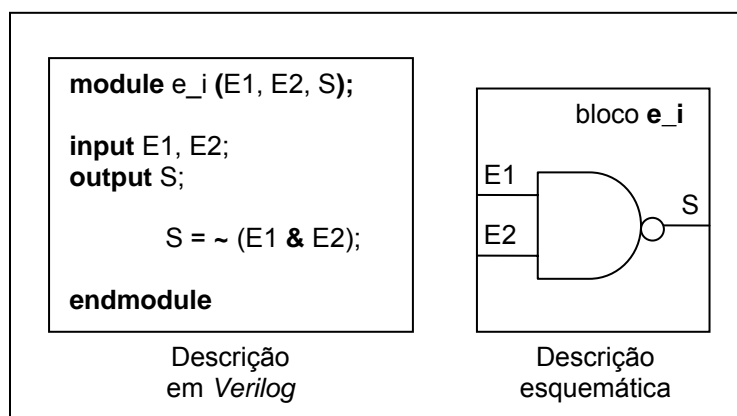 module e_i (E1, E2, S);
input E1, E2;
output S;
S = ~ (E1 & E2);
endmodule
Descrição
em Verilog
bloco e_i
E1
S
E2
Descrição
esquemática